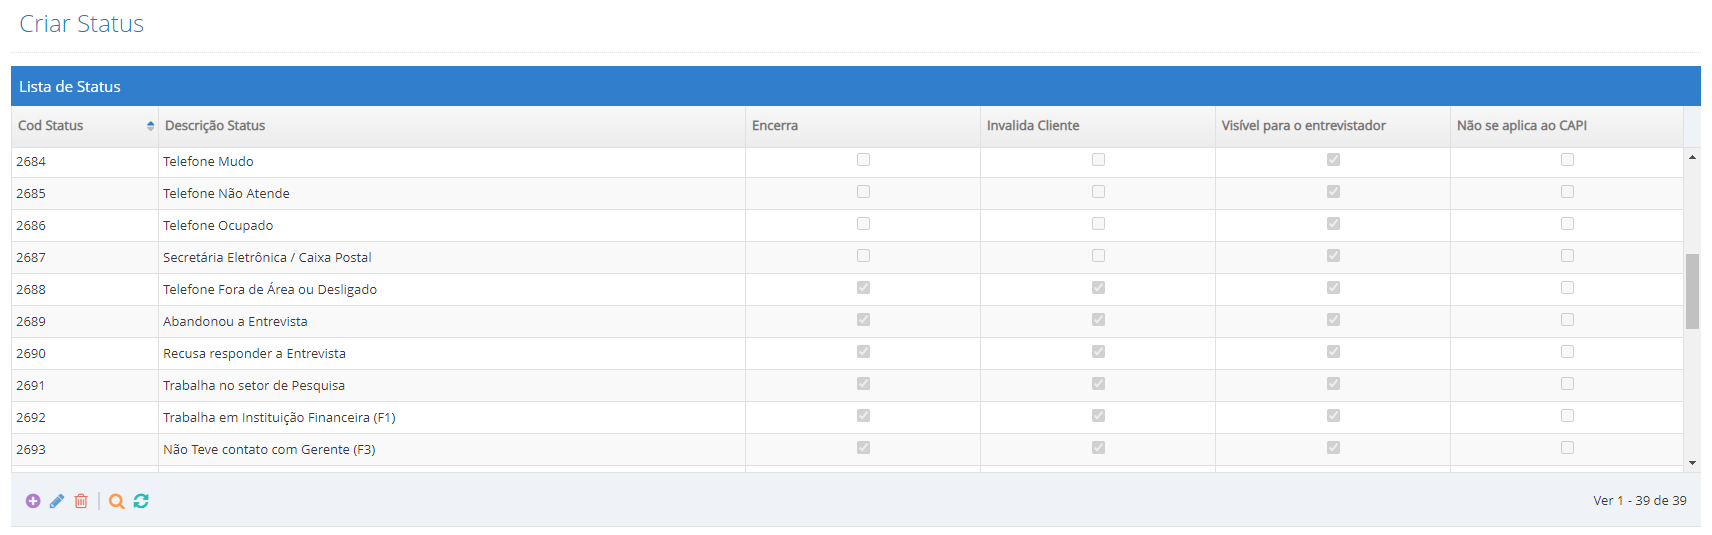 Criar Status
Lista de Status
Cod Status Descrição Status Encerra Invalida Cliente Visível para o entrevistador Não se aplica ao CAPI
2684 Telefone Mudo
2685 Telefone Não Atende
2686 Telefone Ocupado
2687 Secretária Eletrônica / Caixa Postal
2688 Telefone Fora de Área ou Desligado
2689 Abandonou a Entrevista
2690 Recusa responder a Entrevista
2691 Trabalha no setor de Pesquisa
2692 Trabalha em Instituição Financeira (F1)
2693 Não Teve contato com Gerente (F3)
Ver 1 - 39 de 39